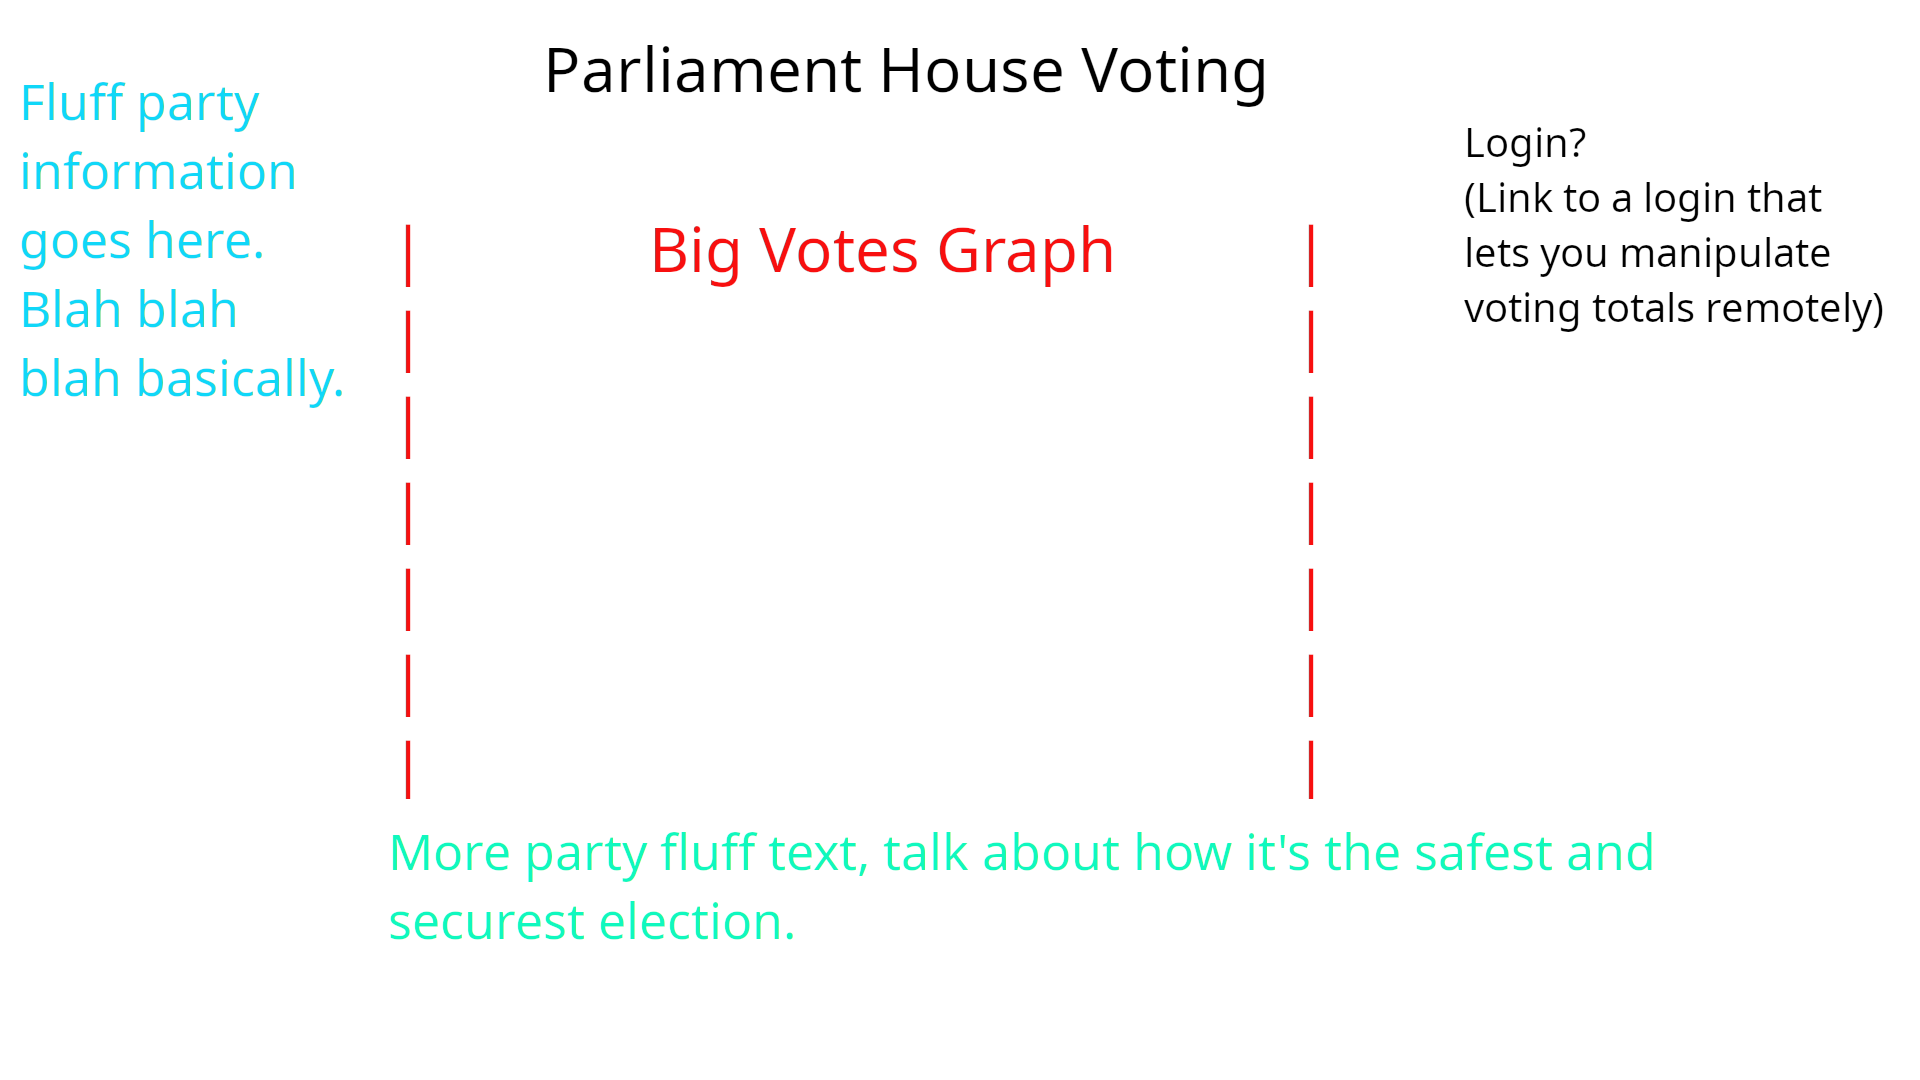 Parliament House Voting
Fluff party
information
goes here.
Blah blah
blah basically.
Login?
(Link to a login that
lets you manipulate
voting totals remotely)
Big Votes Graph
More party fluff text, talk about how it's the safest and
securest election.